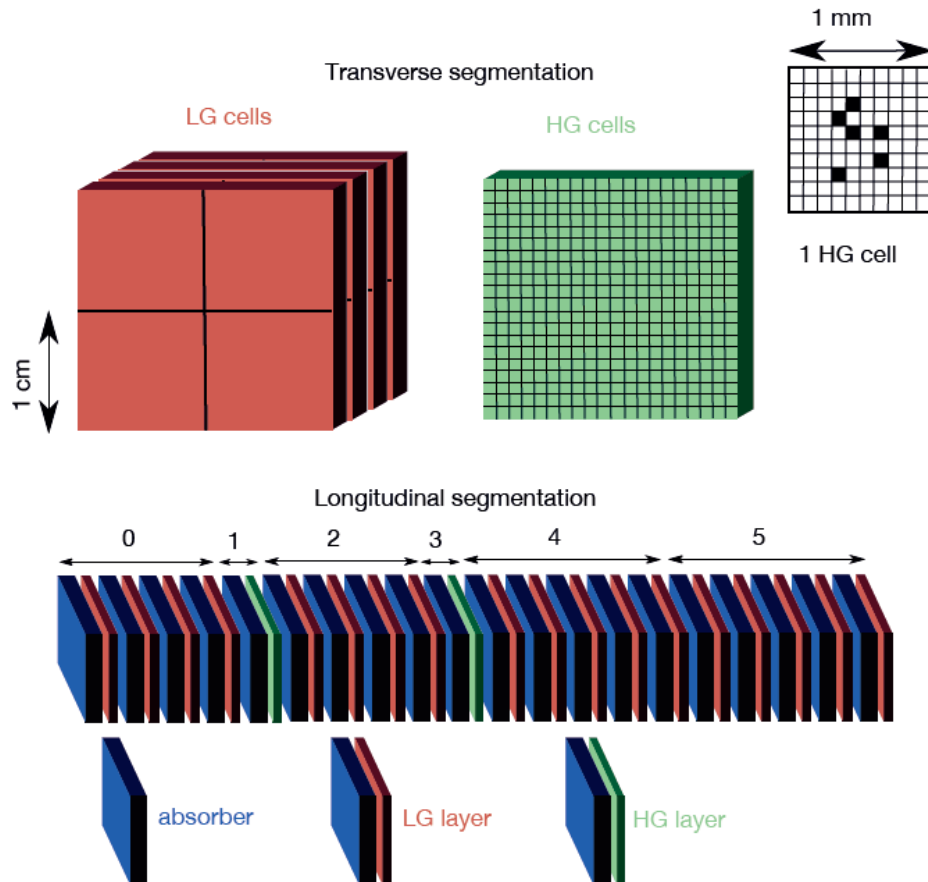 1 mm
Transverse segmentation
LG cells
HG cells
1 HG cell
1 cm
Longitudinal segmentation
0 1 2 3 4 5
absorber
LG layer
HG layer